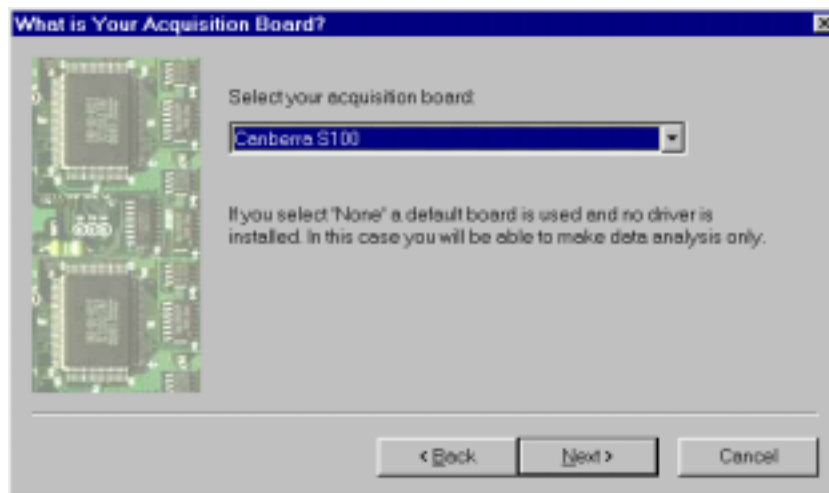 What is Your Acquisition Board?
Select your acquisition board:
Canberra S100
If you select "None" a default board is used and no driver is
installed. In this case you will be able to make data analysis only.
< Back
Next >
Cancel